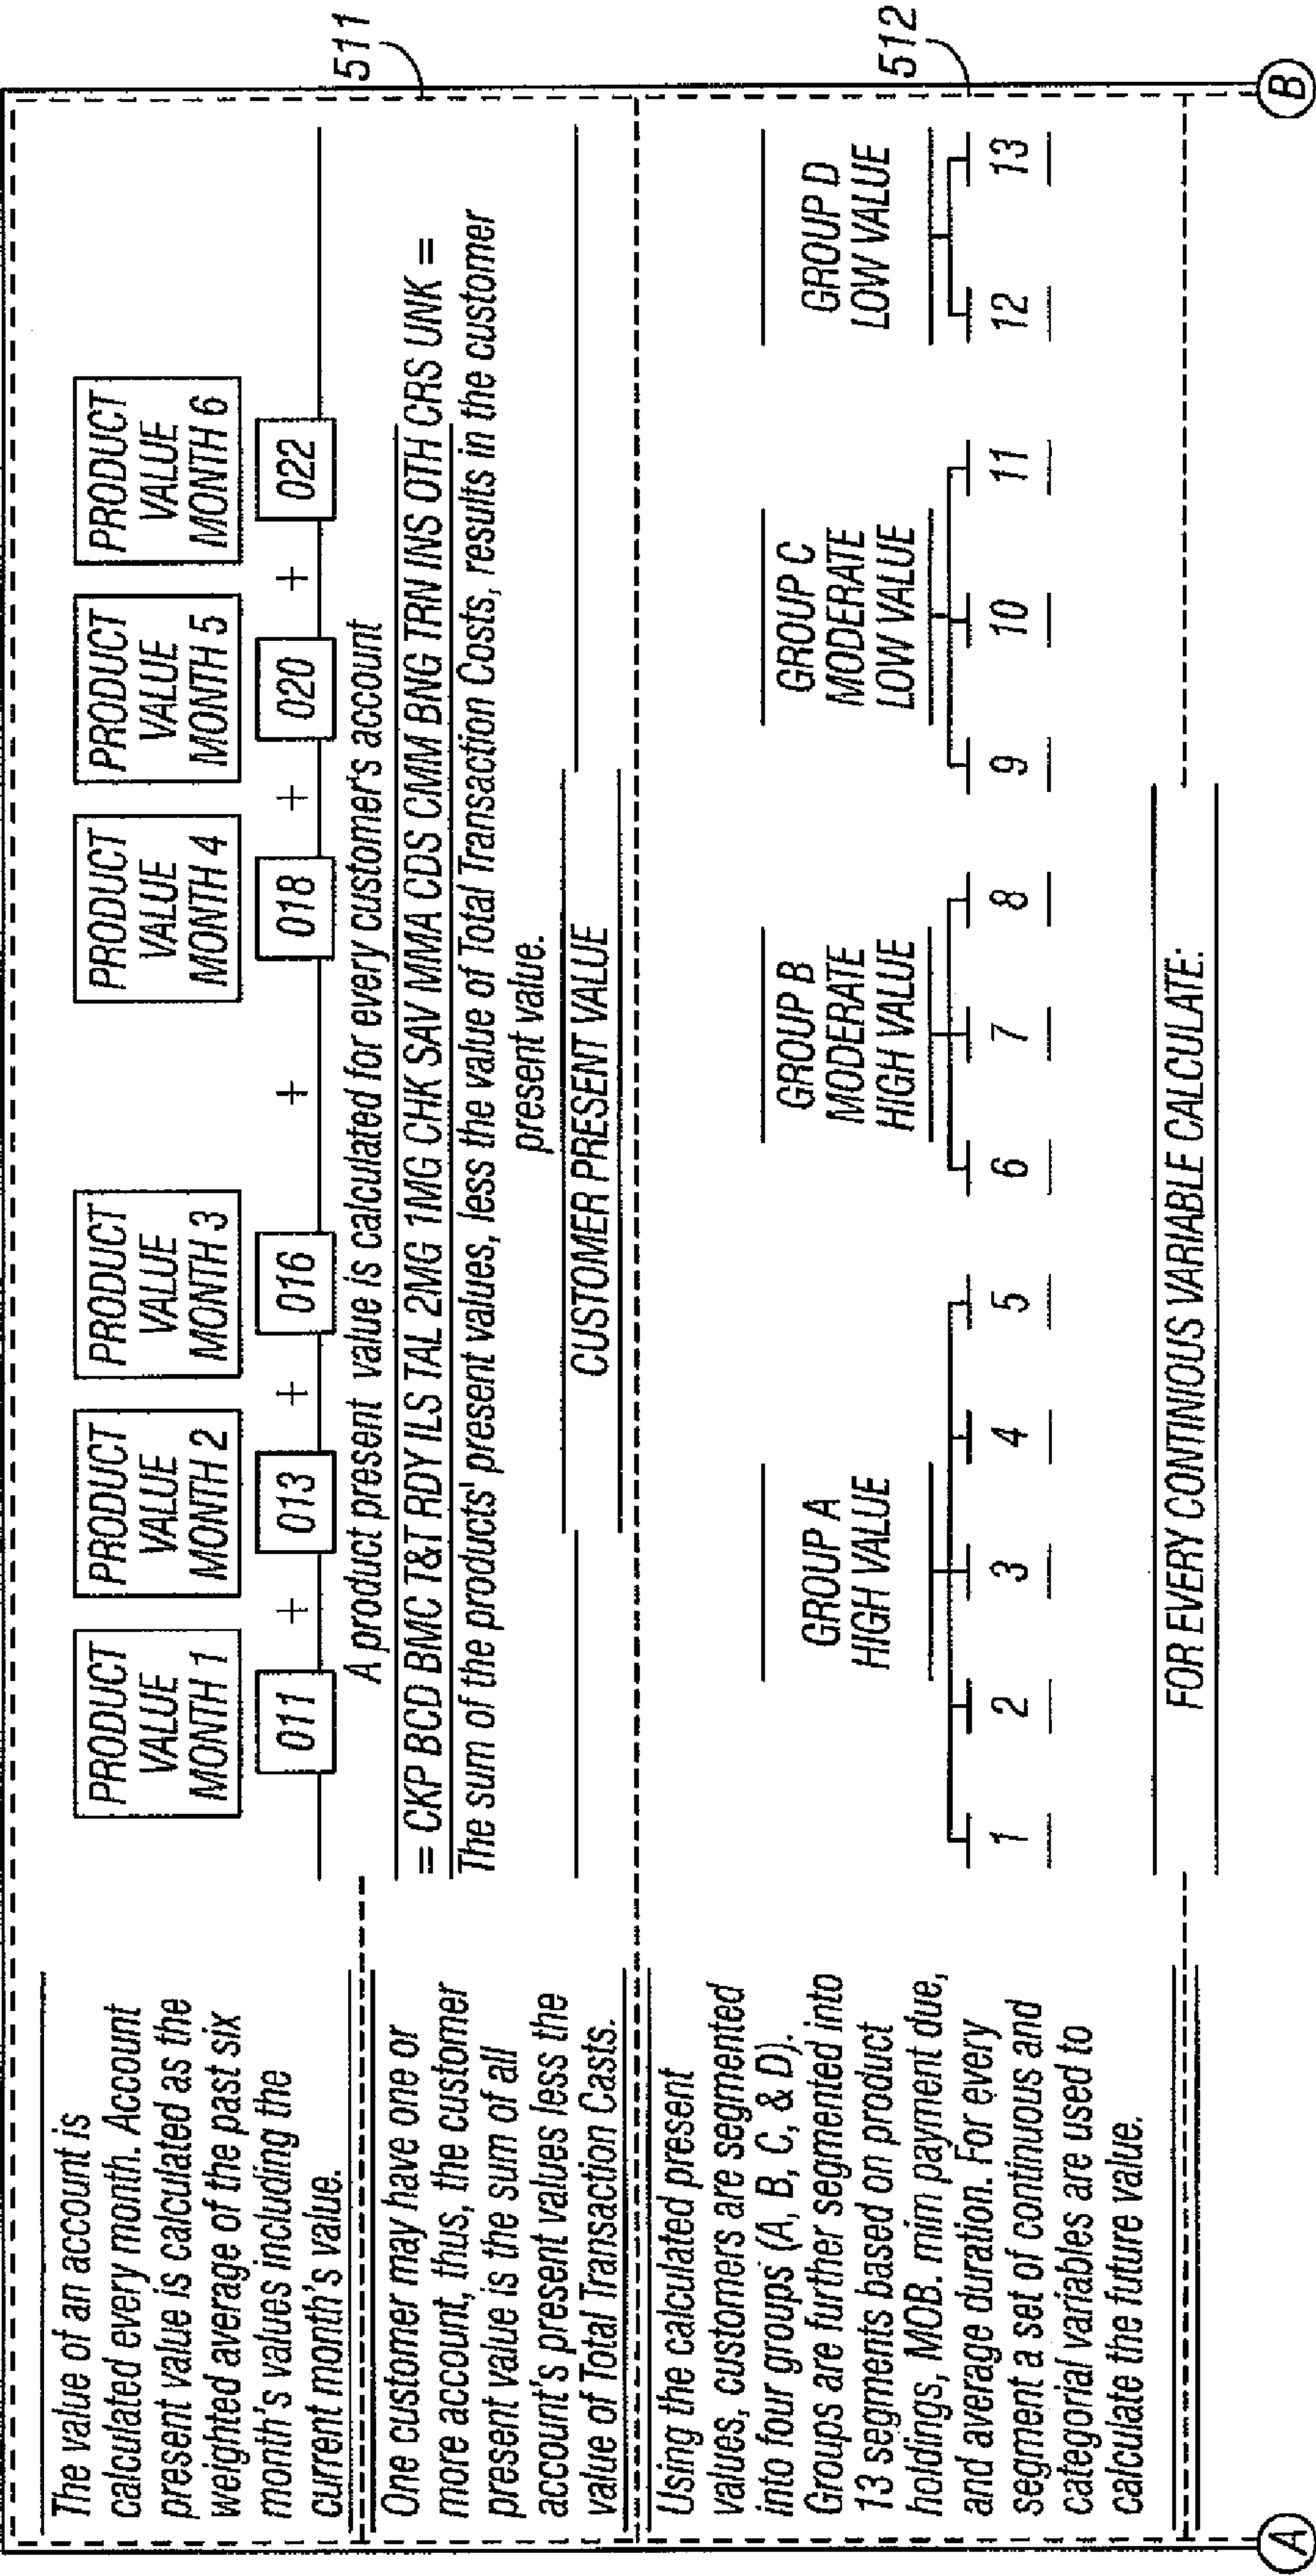 The value of an account is
calculated every month. Account
present value is calculated as the
weighted average of the past six
month's values including the
current month's value.
PRODUCT
VALUE
MONTH 1
PRODUCT
VALUE
MONTH 2
PRODUCT
VALUE
MONTH 3
PRODUCT
VALUE
MONTH 4
PRODUCT
VALUE
MONTH 5
PRODUCT
VALUE
MONTH 6
011 + 013 + 016 + 018 + 020 + 022
A product present value is calculated for every customer's account
511
One customer may have one or
more account, thus, the customer
present value is the sum of all
account's present values less the
value of Total Transaction Casts.
= CKP BCD BMC T&T RDY ILS TAL 2MG 1MG CHK SAV MMA CDS CMM BNG TRN INS OTH CRS UNK =
The sum of the products' present values, less the value of Total Transaction Costs, results in the customer
present value.
CUSTOMER PRESENT VALUE
Using the calculated present
values, customers are segmented
into four groups (A, B, C, & D).
Groups are further segmented into
13 segments based on product
holdings, MOB. mim payment due,
and average duration. For every
segment a set of continuous and
categorial variables are used to
calculate the future value.
GROUP A
HIGH VALUE
GROUP B
MODERATE
HIGH VALUE
GROUP C
MODERATE
LOW VALUE
GROUP D
LOW VALUE
1 2 3 4 5 6 7 8 9 10 11 12 13
512
FOR EVERY CONTINIOUS VARIABLE CALCULATE:
A
B